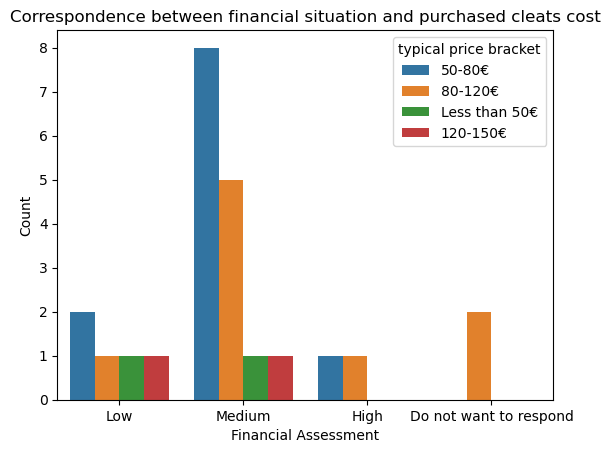 Correspondence between financial situation and purchased cleats cost
typical price bracket
50-80€
80-120€
Less than 50€
120-150€
8
7
6
5
4
3
2
1
0
Count
Low Medium High Do not want to respond
Financial Assessment